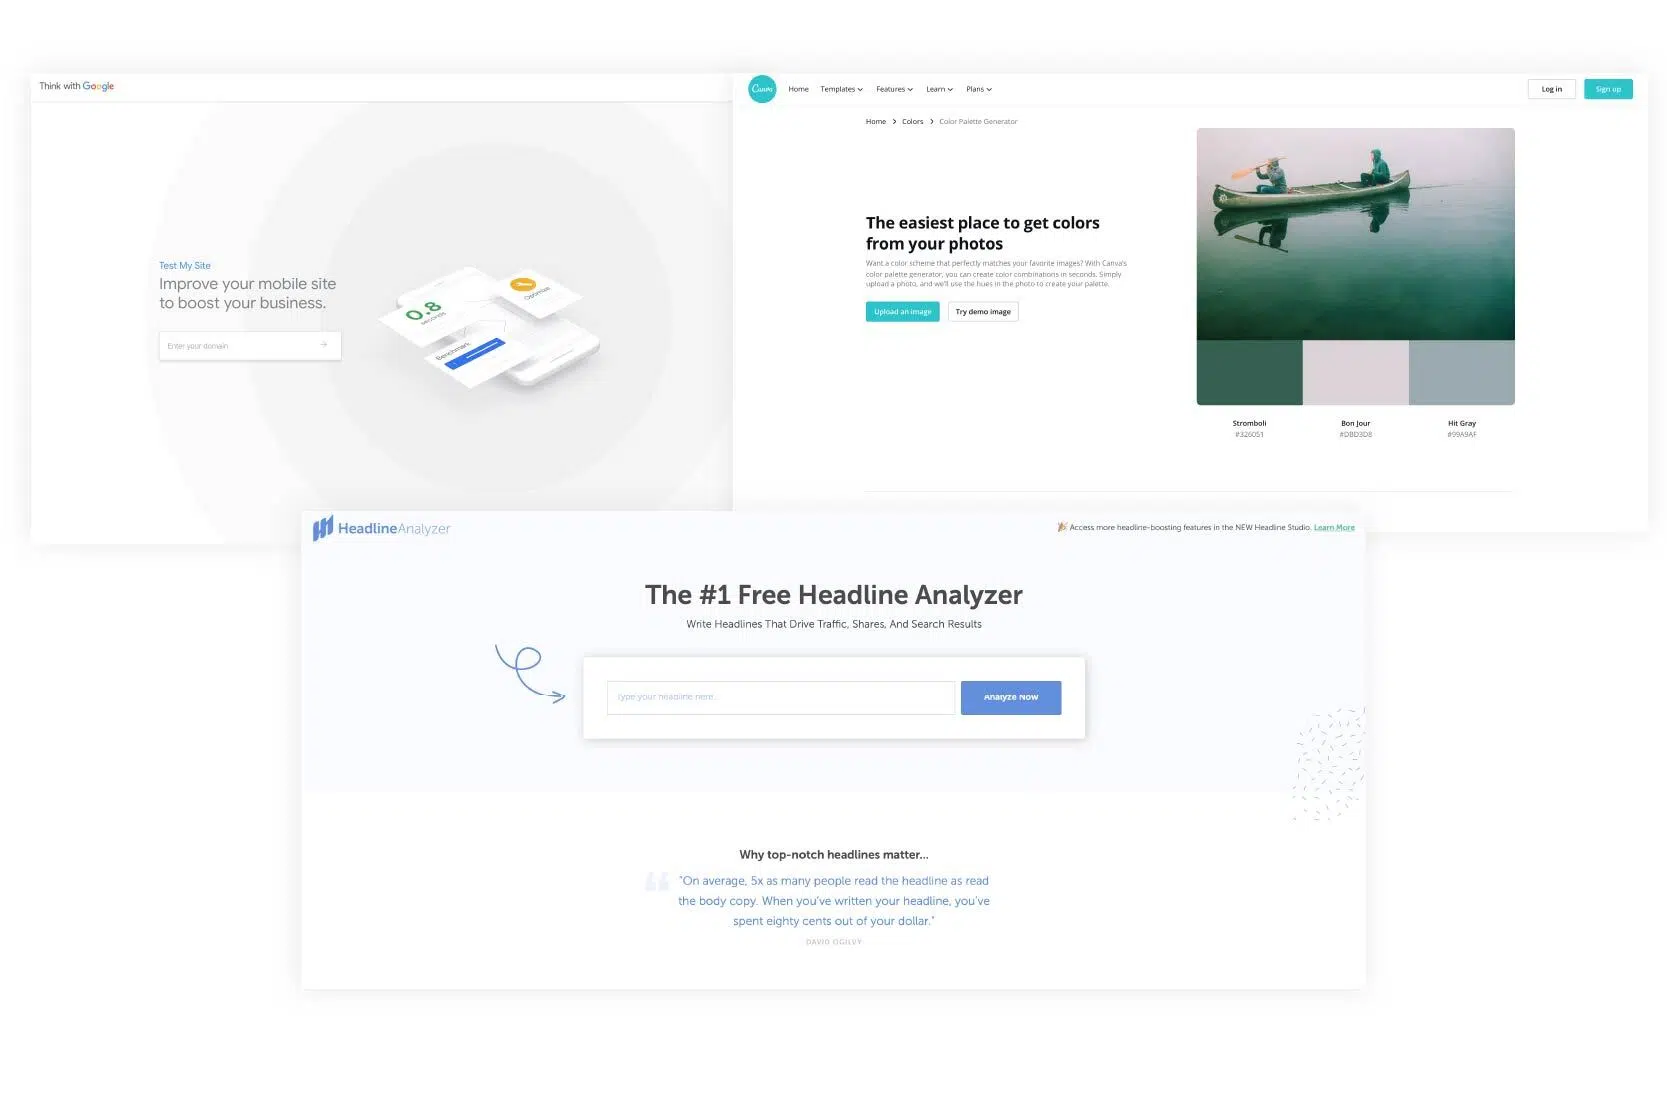 Think with Google
Test My Site
Improve your mobile site
to boost your business.
Enter your domain
0.8
seconds
Optimize
Benchmark
Canva
Home
Templates
Features
Learn
Plans
Log in
Sign up
Home > Colors > Color Palette Generator
The easiest place to get colors
from your photos
Want a color scheme that perfectly matches your favorite images? With Canva's
color palette generator, you can create color combinations in seconds. Simply
upload a photo, and we'll use the hues in the photo to create your palette.
Upload an image
Try demo image
Stromboli
#326051
Bon Jour
#DBD3D8
Hit Gray
#99A9AF
HeadlineAnalyzer
Access more headline-boosting features in the NEW Headline Studio. Learn More
The #1 Free Headline Analyzer
Write Headlines That Drive Traffic, Shares, And Search Results
Type your headline here...
Analyze Now
Why top-notch headlines matter...
"On average, 5x as many people read the headline as read
the body copy. When you've written your headline, you've
spent eighty cents out of your dollar."
DAVID OGILVY